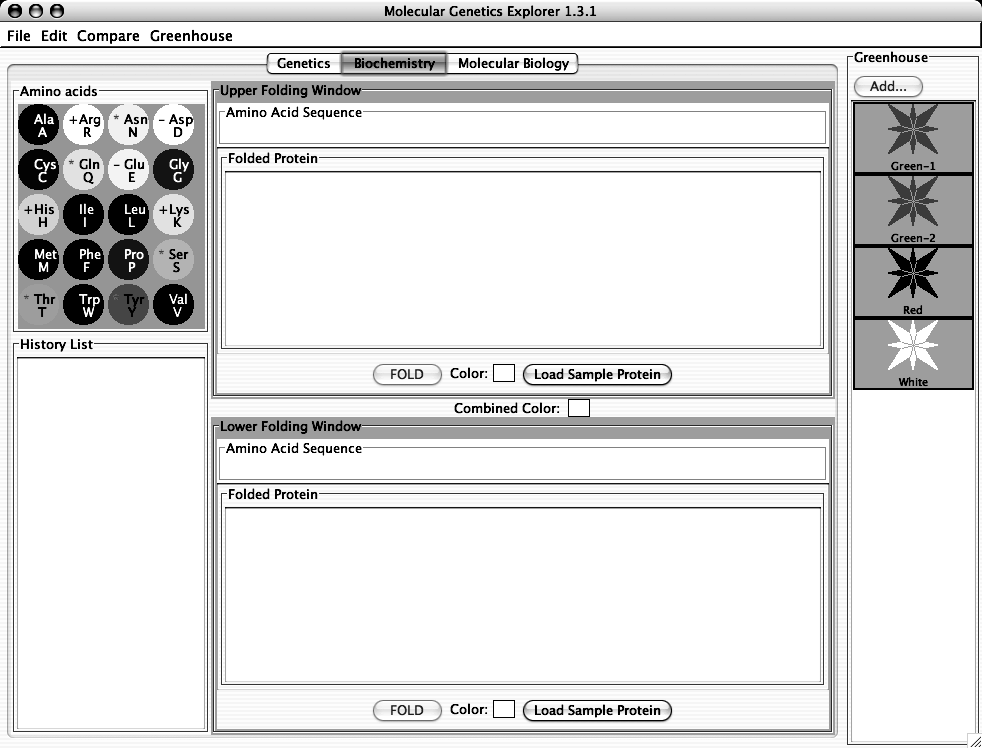 Molecular Genetics Explorer 1.3.1
File Edit Compare Greenhouse
Genetics Biochemistry Molecular Biology
Amino acids
Ala +Arg * Asn - Asp
A R N D
Cys * Gln - Glu Gly
C Q E G
+His Ile Leu +Lys
H I L K
Met Phe Pro * Ser
M F P S
* Thr Trp * Tyr Val
T W Y V
History List
Upper Folding Window
Amino Acid Sequence
Folded Protein
FOLD Color: Load Sample Protein
Combined Color:
Lower Folding Window
Amino Acid Sequence
Folded Protein
FOLD Color: Load Sample Protein
Greenhouse
Add...
Green-1
Green-2
Red
White